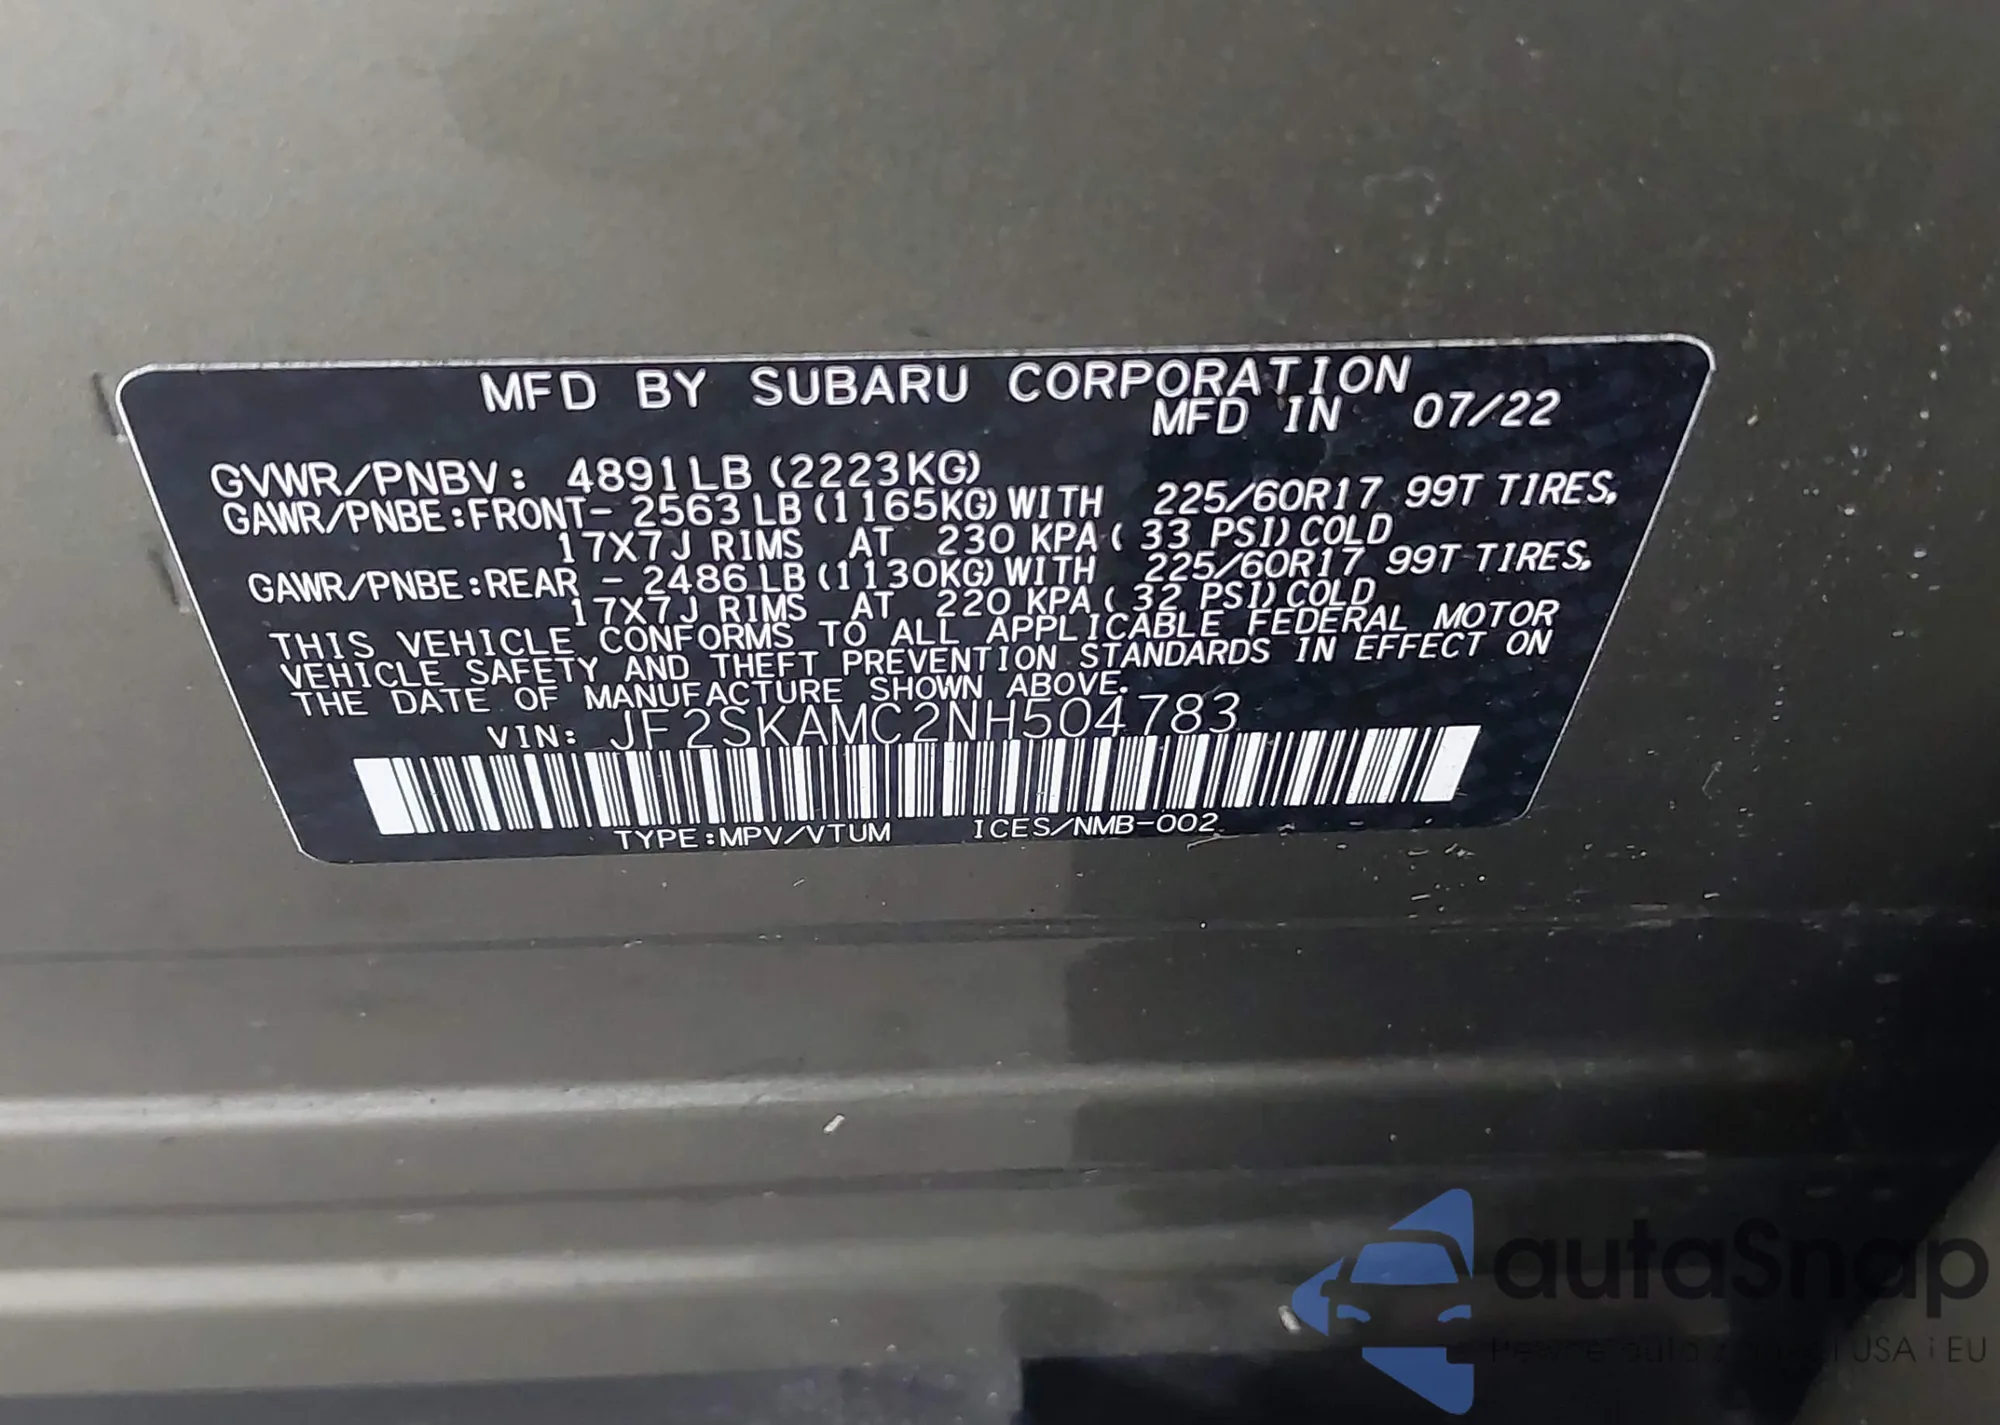 MFD BY SUBARU CORPORATION
MFD IN 07/22
GVWR/PNBV: 4891LB(2223KG)
GAWR/PNBE:FRONT- 2563LB(1165KG)WITH 225/60R17 99T TIRES,
17X7J RIMS AT 230 KPA( 33 PSI)COLD
GAWR/PNBE:REAR - 2486LB(1130KG)WITH 225/60R17 99T TIRES,
17X7J RIMS AT 220 KPA( 32 PSI)COLD
THIS VEHICLE CONFORMS TO ALL APPLICABLE FEDERAL MOTOR
VEHICLE SAFETY AND THEFT PREVENTION STANDARDS IN EFFECT ON
THE DATE OF MANUFACTURE SHOWN ABOVE.
VIN: JF2SKAMC2NH504783
TYPE:MPV/VTUM ICES/NMB-002
autaSnap
USA i EU